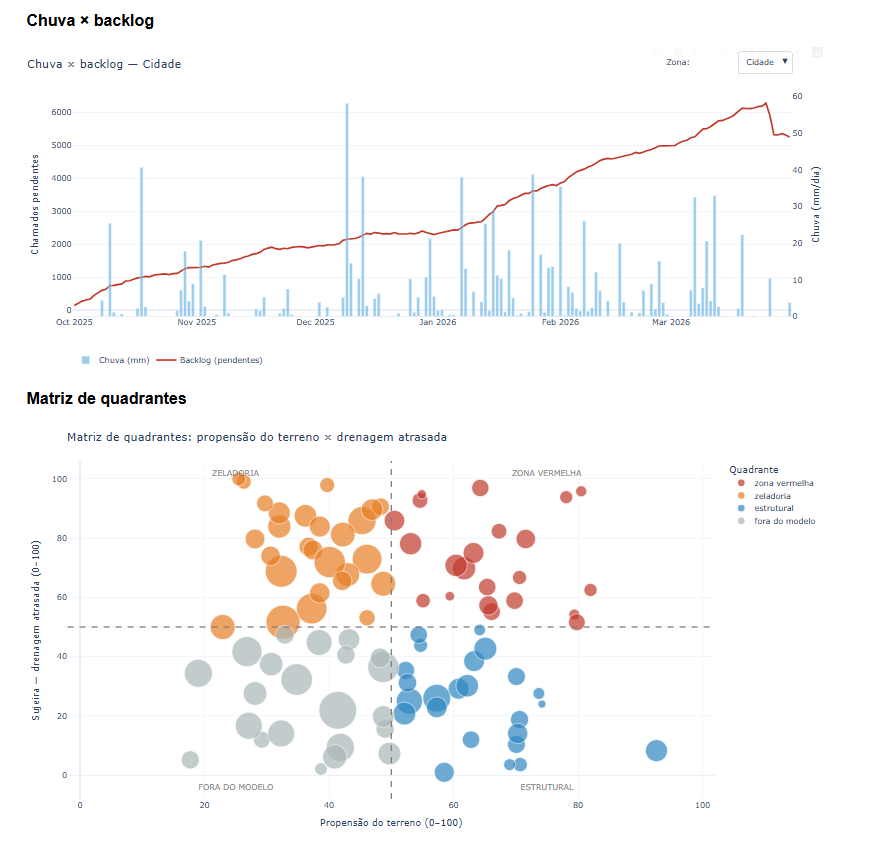 Chuva × backlog
Chuva × backlog — Cidade
Zona:
Cidade ▼
6000
5000
4000
3000
2000
1000
0
Chamados pendentes
60
50
40
30
20
10
0
Chuva (mm/dia)
Oct 2025
Nov 2025
Dec 2025
Jan 2026
Feb 2026
Mar 2026
Chuva (mm)
Backlog (pendentes)
Matriz de quadrantes
Matriz de quadrantes: propensão do terreno × drenagem atrasada
ZELADORIA
ZONA VERMELHA
Quadrante
zona vermelha
zeladoria
estrutural
fora do modelo
100
80
60
40
20
0
Sujeira — drenagem atrasada (0–100)
FORA DO MODELO
ESTRUTURAL
0
20
40
60
80
100
Propensão do terreno (0–100)